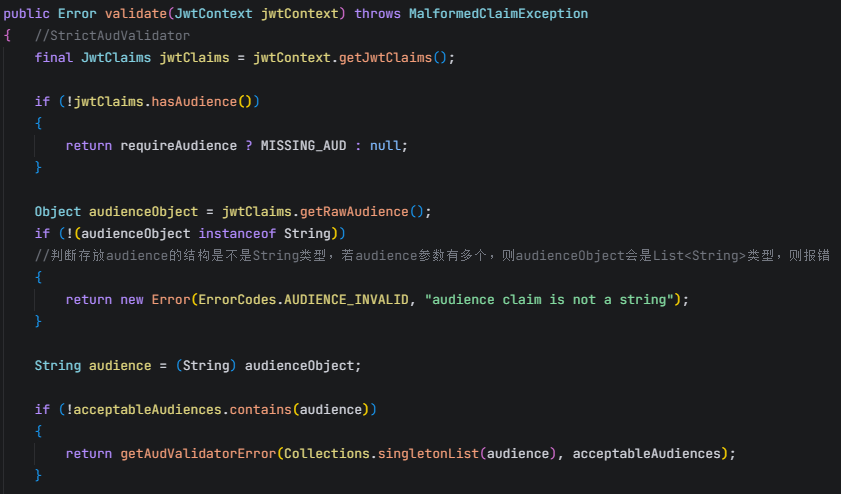 public Error validate(JwtContext jwtContext) throws MalformedClaimException
{   //StrictAudValidator
    final JwtClaims jwtClaims = jwtContext.getJwtClaims();
    if (!jwtClaims.hasAudience())
    {
        return requireAudience ? MISSING_AUD : null;
    }
    Object audienceObject = jwtClaims.getRawAudience();
    if (!(audienceObject instanceof String))
    //判断存放audience的结构是不是String类型，若audience参数有多个，则audienceObject会是List<String>类型，则报错
    {
        return new Error(ErrorCodes.AUDIENCE_INVALID, "audience claim is not a string");
    }
    String audience = (String) audienceObject;
    if (!acceptableAudiences.contains(audience))
    {
        return getAudValidatorError(Collections.singletonList(audience), acceptableAudiences);
    }